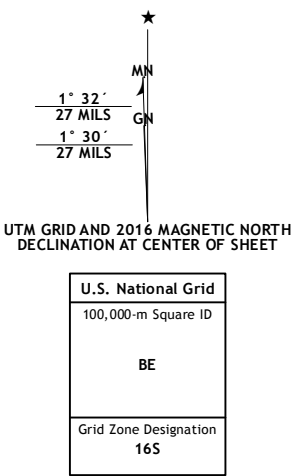 MN
1° 32´
27 MILS
GN
1° 30´
27 MILS
UTM GRID AND 2016 MAGNETIC NORTH
DECLINATION AT CENTER OF SHEET
U.S. National Grid
100,000-m Square ID
BE
Grid Zone Designation
16S